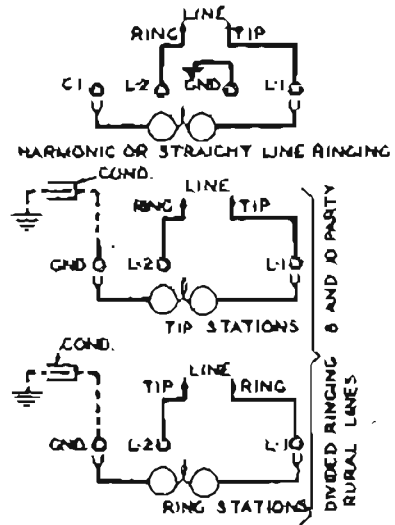 LINE
RING TIP
C1 L-2 GND L-1
HARMONIC OR STRAIGHT LINE RINGING
COND.
LINE
RING TIP
GND L-2 L-1
TIP STATIONS
COND.
LINE
TIP RING
GND. L-2 L-1
RING STATIONS
DIVIDED RINGING 8 AND 10 PARTY
RURAL LINES